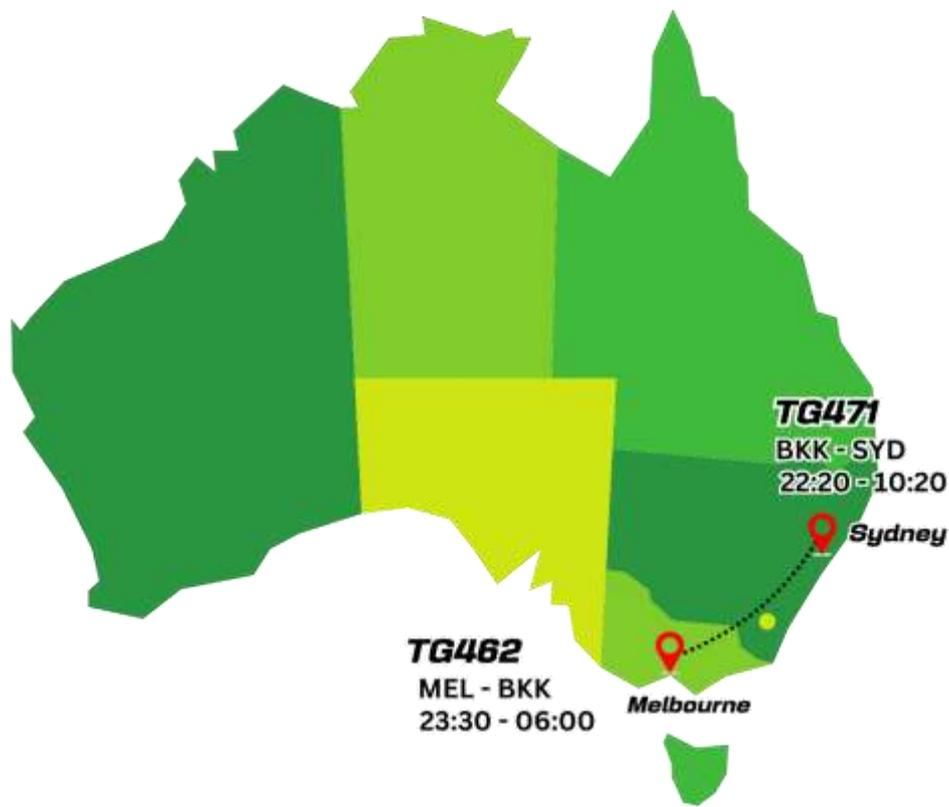 TG471
BKK - SYD
22:20 - 10:20
Sydney
TG462
MEL - BKK
23:30 - 06:00
Melbourne